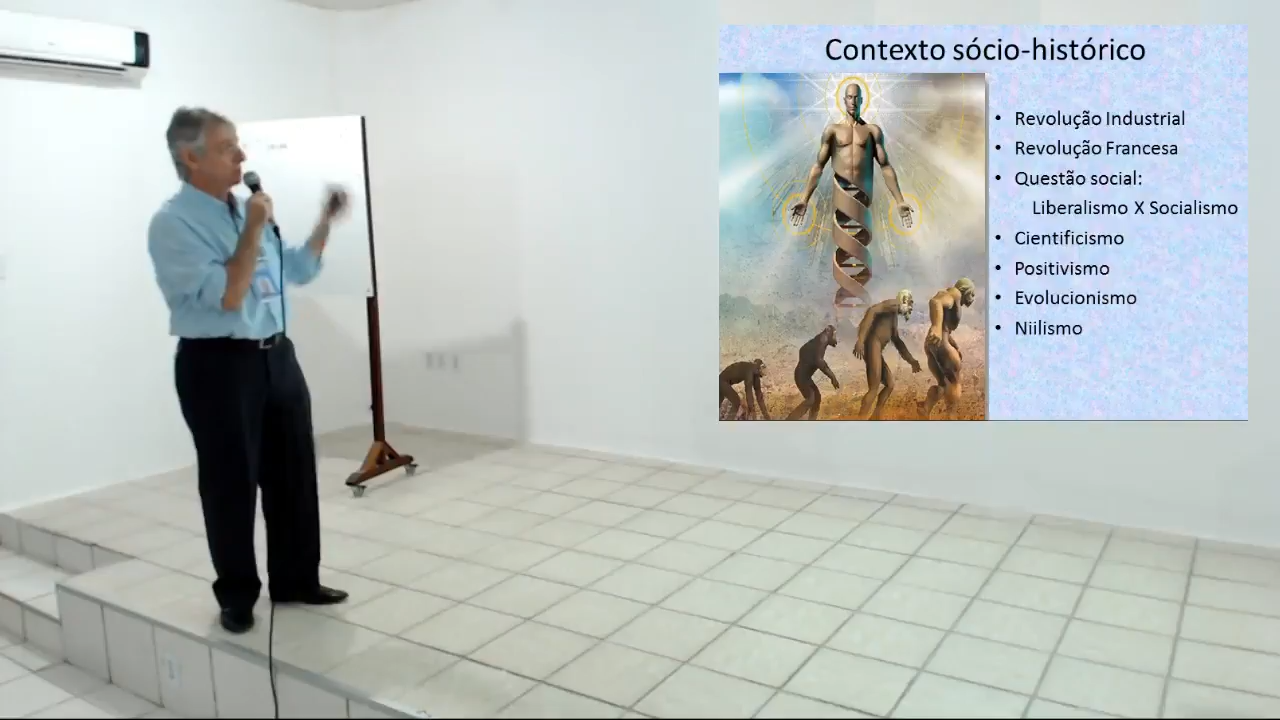 Contexto sócio-histórico
• Revolução Industrial
• Revolução Francesa
• Questão social:
Liberalismo X Socialismo
• Cientificismo
• Positivismo
• Evolucionismo
• Niilismo